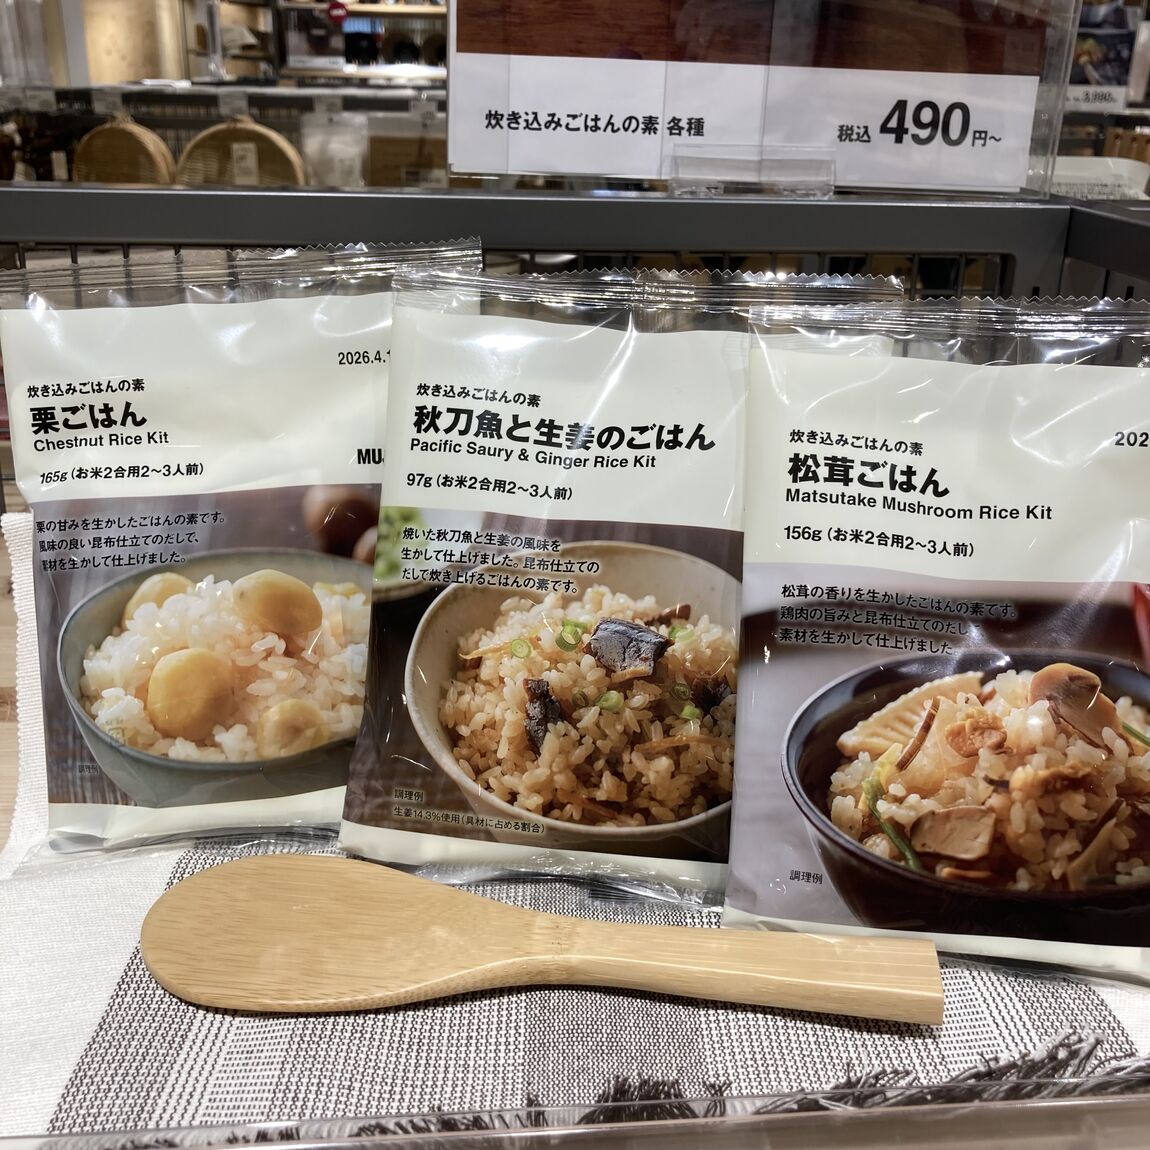 炊き込みごはんの素 各種
税込 490円~
2026.4.1
炊き込みごはんの素
栗ごはん
Chestnut Rice Kit
165g(お米2合用2~3人前)
MUJ
栗の甘みを生かしたごはんの素です。
風味の良い昆布仕立てのだしで、
素材を生かして仕上げました。
調理例
炊き込みごはんの素
秋刀魚と生姜のごはん
Pacific Saury & Ginger Rice Kit
97g(お米2合用2~3人前)
焼いた秋刀魚と生姜の風味を
生かして仕上げました。昆布仕立ての
だしで炊き上げるごはんの素です。
調理例
生姜14.3%使用(具材に占める割合)
202
炊き込みごはんの素
松茸ごはん
Matsutake Mushroom Rice Kit
156g(お米2合用2~3人前)
松茸の香りを生かしたごはんの素です。
鶏肉の旨みと昆布仕立てのだし
素材を生かして仕上げました
調理例